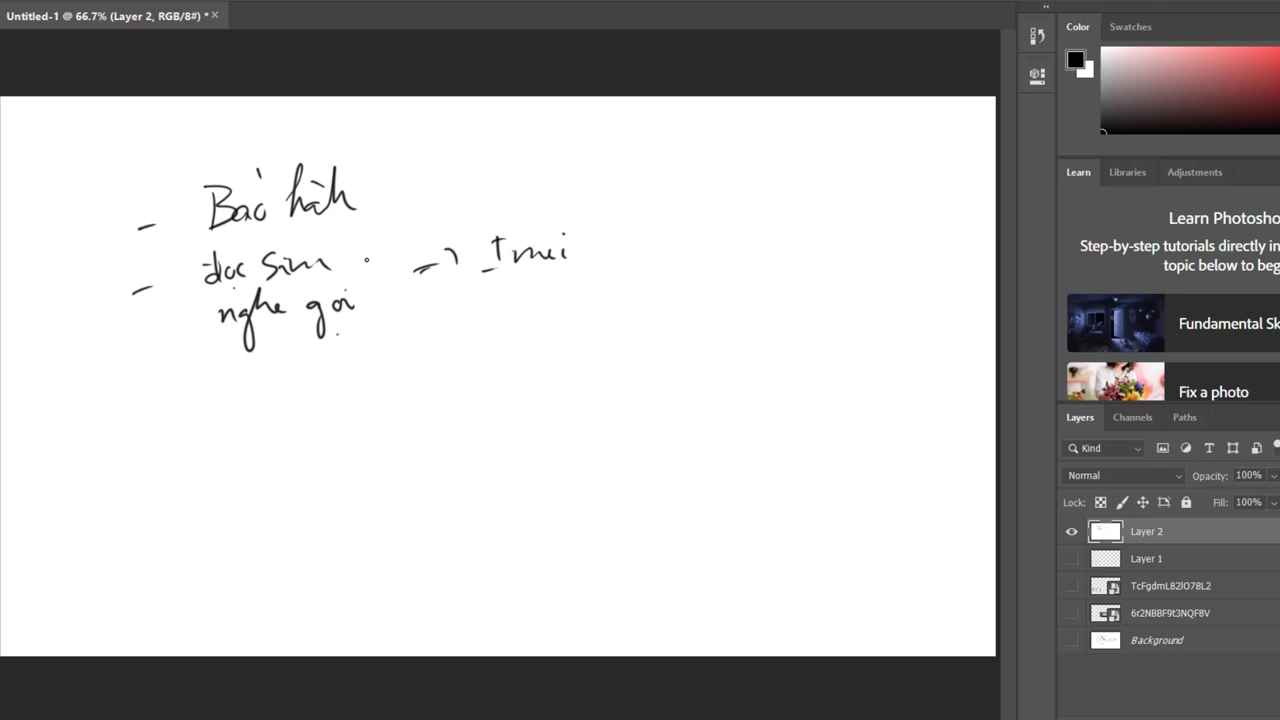 Untitled-1 @ 66.7% (Layer 2, RGB/8#) *
Color
Swatches
- Bảo hành
- đọc sim => Imei
nghe gọi
Learn
Libraries
Adjustments
Learn Photosho
Step-by-step tutorials directly in
topic below to beg
Fundamental Sk
Fix a photo
Layers
Channels
Paths
Kind
Normal
Opacity: 100%
Lock:
Fill: 100%
Layer 2
Layer 1
TcFgdmL82lO78L2
6r2NBBF9t3NQF8V
Background